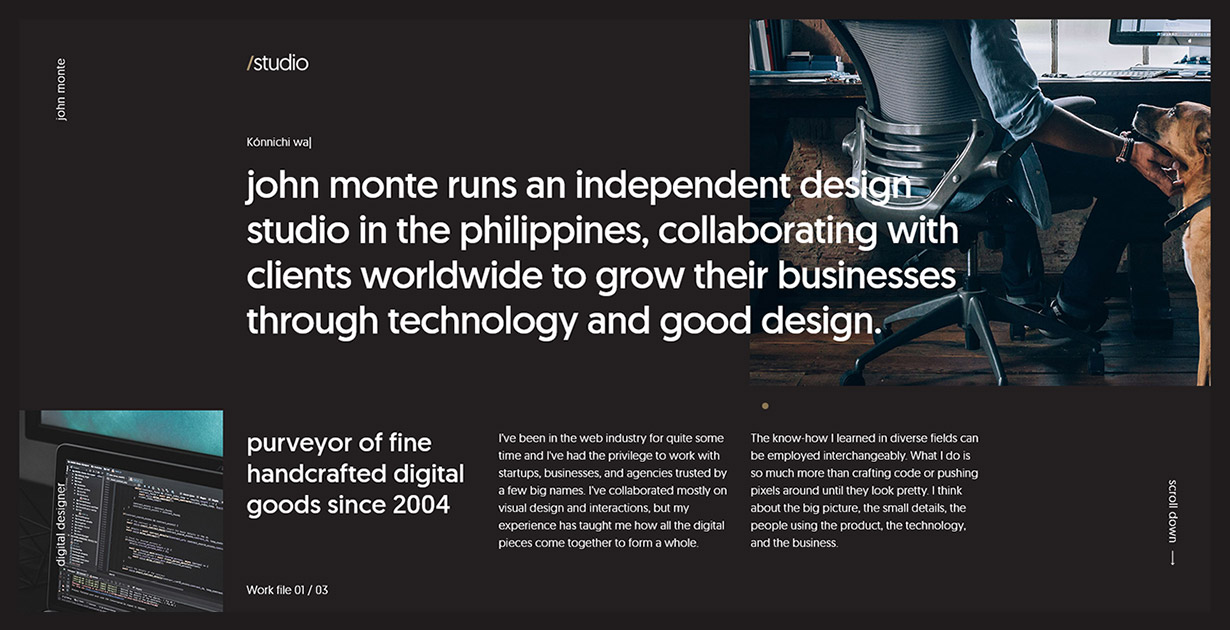 john monte
/studio
Kónnichi wa|
john monte runs an independent design
studio in the philippines, collaborating with
clients worldwide to grow their businesses
through technology and good design.
purveyor of fine
handcrafted digital
goods since 2004
I've been in the web industry for quite some
time and I've had the privilege to work with
startups, businesses, and agencies trusted by
a few big names. I've collaborated mostly on
visual design and interactions, but my
experience has taught me how all the digital
pieces come together to form a whole.
The know-how I learned in diverse fields can
be employed interchangeably. What I do is
so much more than crafting code or pushing
pixels around until they look pretty. I think
about the big picture, the small details, the
people using the product, the technology,
and the business.
digital designer
scroll down
Work file 01 / 03